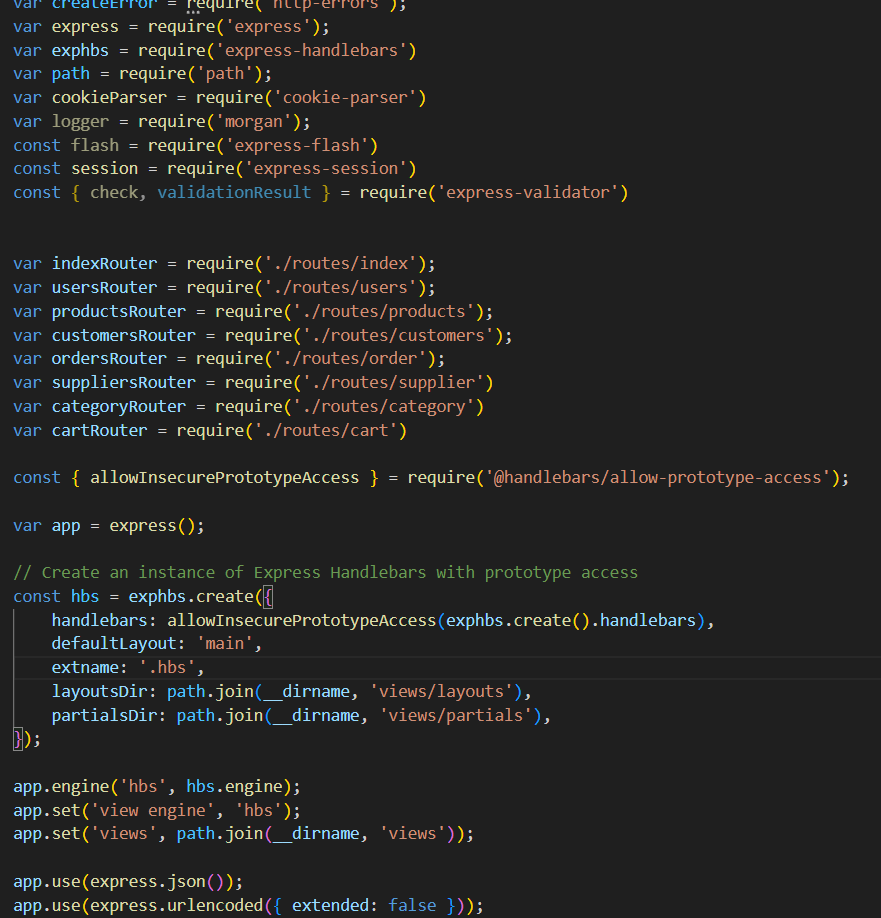 var createError = require('http-errors');
var express = require('express');
var exphbs = require('express-handlebars')
var path = require('path');
var cookieParser = require('cookie-parser')
var logger = require('morgan');
const flash = require('express-flash')
const session = require('express-session')
const { check, validationResult } = require('express-validator')
var indexRouter = require('./routes/index');
var usersRouter = require('./routes/users');
var productsRouter = require('./routes/products');
var customersRouter = require('./routes/customers');
var ordersRouter = require('./routes/order');
var suppliersRouter = require('./routes/supplier')
var categoryRouter = require('./routes/category')
var cartRouter = require('./routes/cart')
const { allowInsecurePrototypeAccess } = require('@handlebars/allow-prototype-access');
var app = express();
// Create an instance of Express Handlebars with prototype access
const hbs = exphbs.create({
    handlebars: allowInsecurePrototypeAccess(exphbs.create().handlebars),
    defaultLayout: 'main',
    extname: '.hbs',
    layoutsDir: path.join(__dirname, 'views/layouts'),
    partialsDir: path.join(__dirname, 'views/partials'),
});
app.engine('hbs', hbs.engine);
app.set('view engine', 'hbs');
app.set('views', path.join(__dirname, 'views'));
app.use(express.json());
app.use(express.urlencoded({ extended: false }));